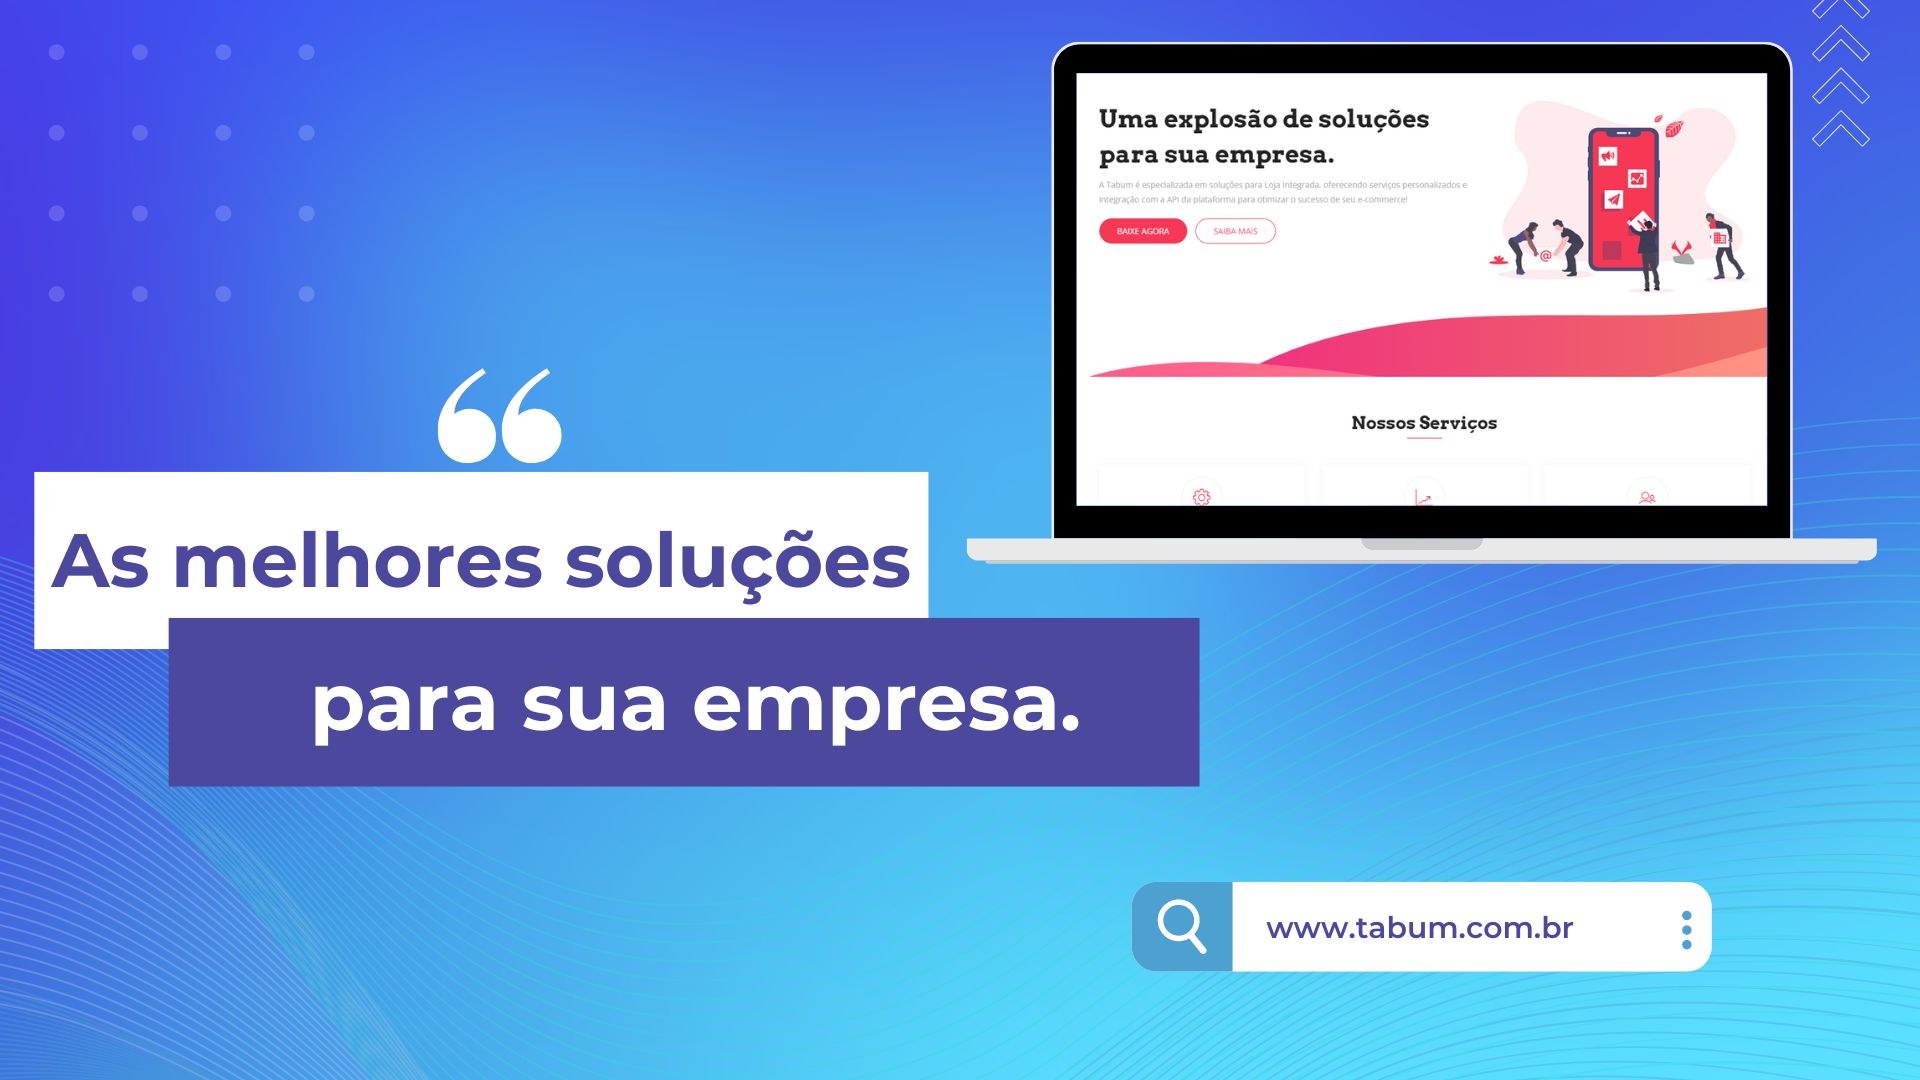 Uma explosão de soluções
para sua empresa.
A Tabum é especializada em soluções para Loja Integrada, oferecendo serviços personalizados e
integração com a API da plataforma para otimizar o sucesso de seu e-commerce!
BAIXE AGORA
SAIBA MAIS
Nossos Serviços
“
As melhores soluções
para sua empresa.
www.tabum.com.br